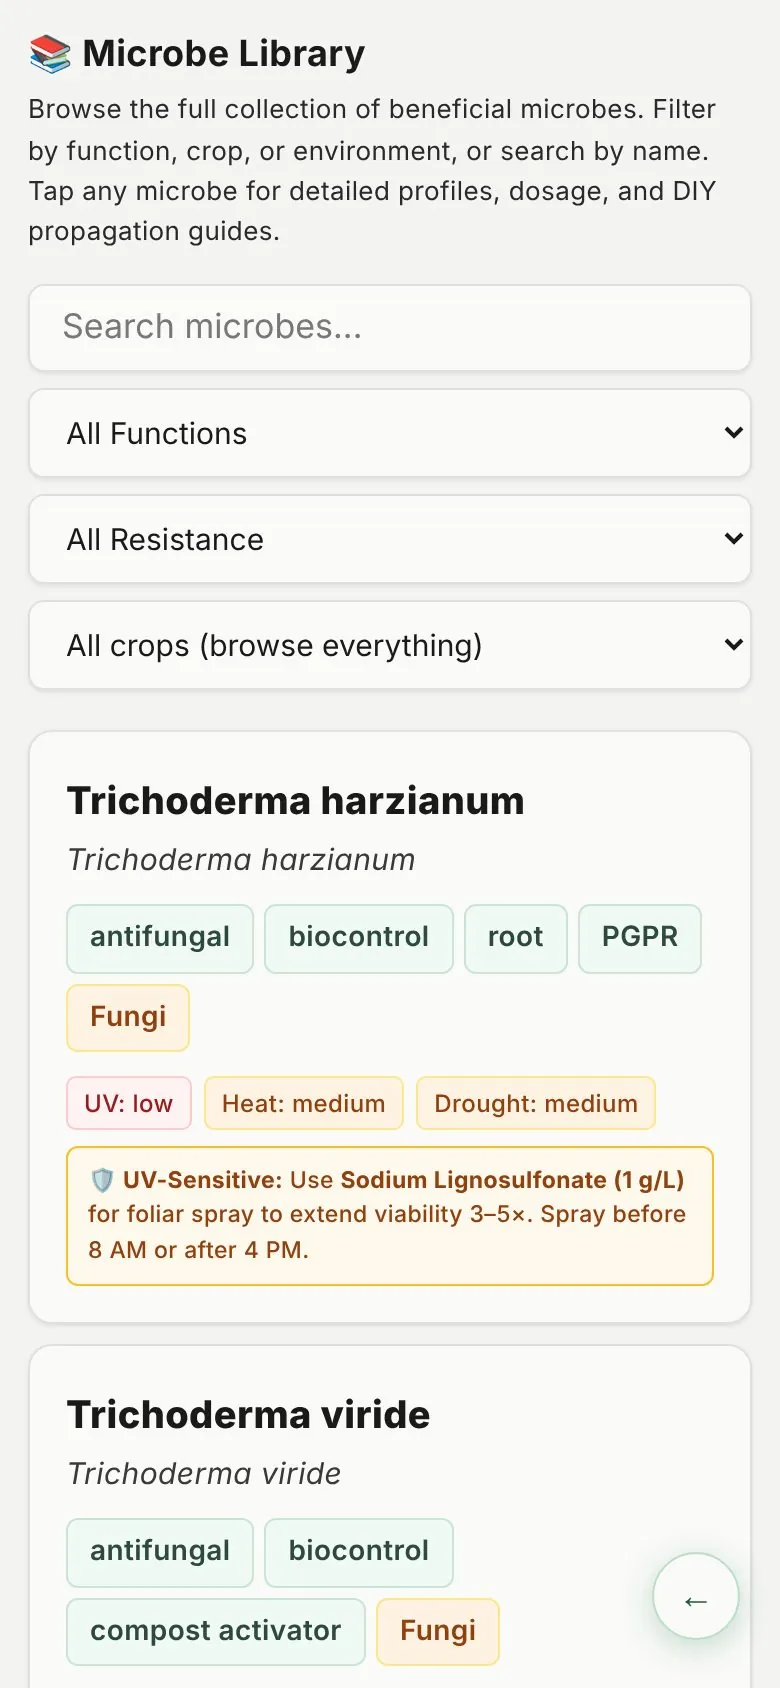 📚 Microbe Library
Browse the full collection of beneficial microbes. Filter
by function, crop, or environment, or search by name.
Tap any microbe for detailed profiles, dosage, and DIY
propagation guides.
Search microbes...
All Functions
All Resistance
All crops (browse everything)
Trichoderma harzianum
Trichoderma harzianum
antifungal biocontrol root PGPR
Fungi
UV: low Heat: medium Drought: medium
🛡️ UV-Sensitive: Use Sodium Lignosulfonate (1 g/L)
for foliar spray to extend viability 3–5×. Spray before
8 AM or after 4 PM.
Trichoderma viride
Trichoderma viride
antifungal biocontrol
compost activator Fungi
←